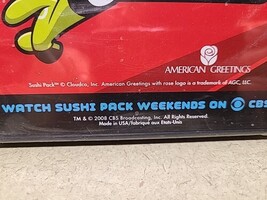 AMERICAN GREETINGS
Sushi Pack™ © Cloudco, Inc. American Greetings with rose logo is a trademark of AGC, LLC.
WATCH SUSHI PACK WEEKENDS ON CBS
TM & © 2008 CBS Broadcasting, Inc. All Rights Reserved.
Made in USA/Fabriqué aux Etats-Unis